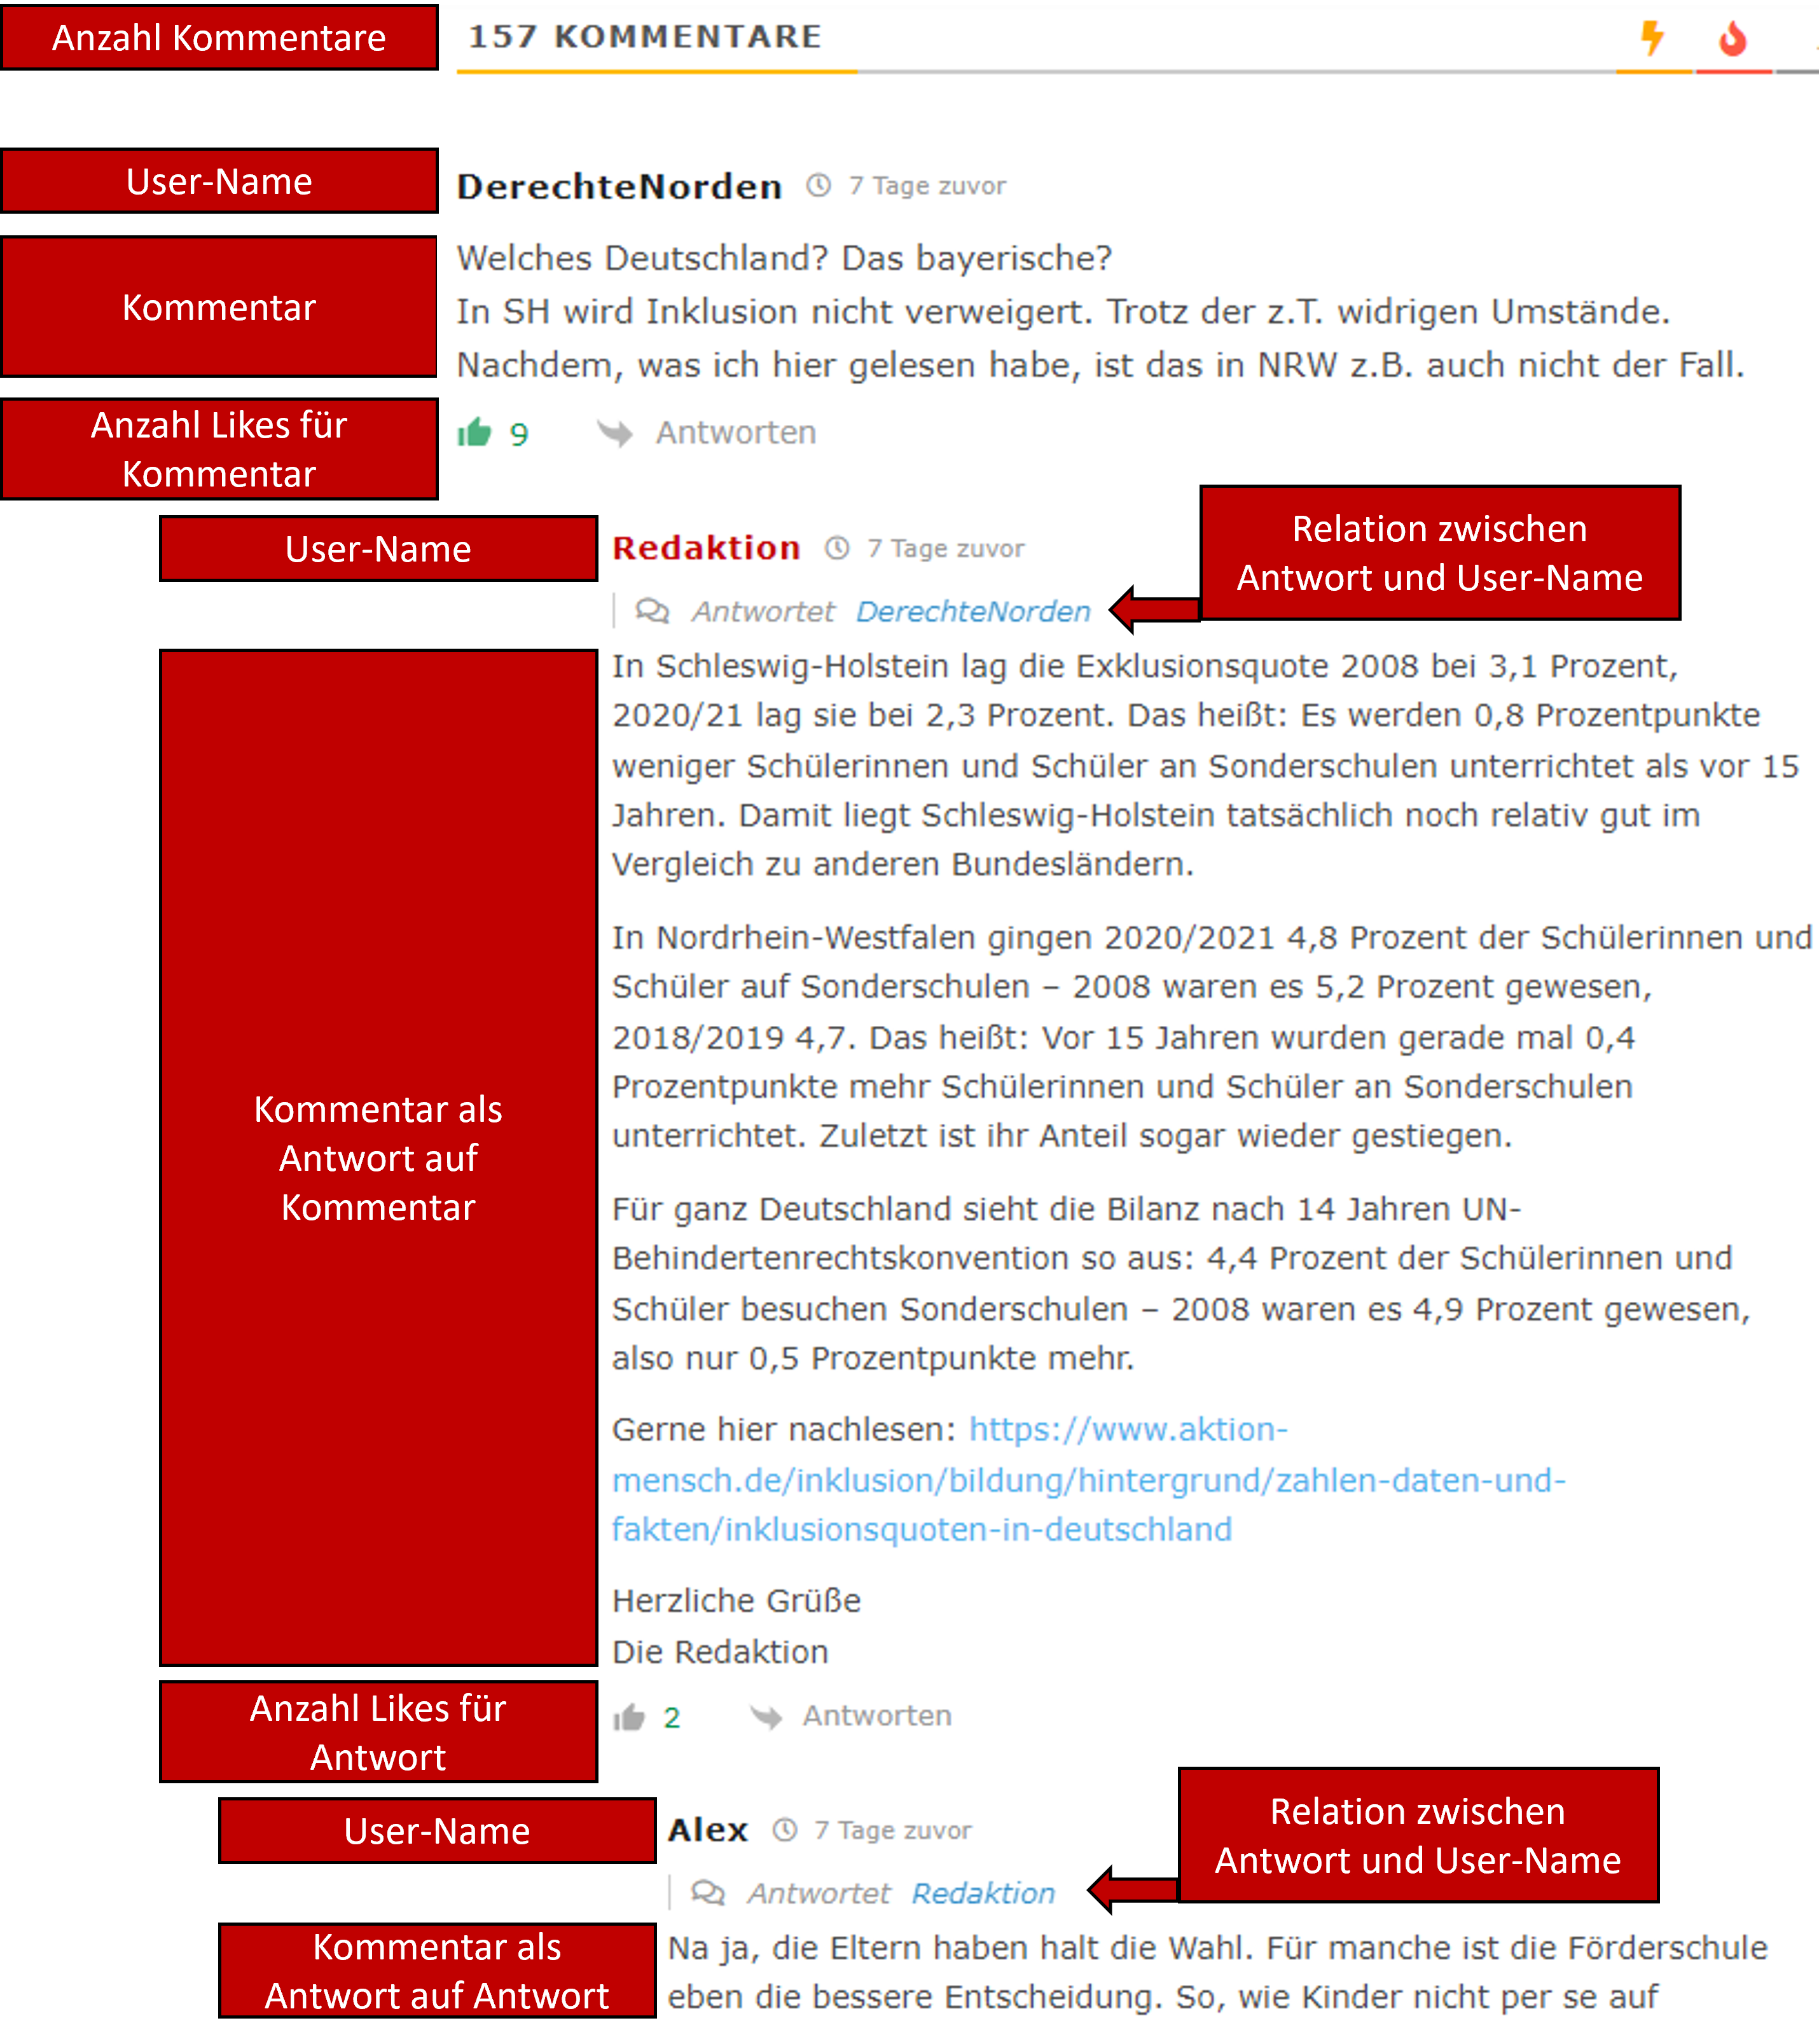 Anzahl Kommentare
157 KOMMENTARE
User-Name
DerechteNorden 7 Tage zuvor
Kommentar
Welches Deutschland? Das bayerische?
In SH wird Inklusion nicht verweigert. Trotz der z.T. widrigen Umstände.
Nachdem, was ich hier gelesen habe, ist das in NRW z.B. auch nicht der Fall.
Anzahl Likes für
Kommentar
9 Antworten
User-Name
Redaktion 7 Tage zuvor
Relation zwischen
Antwort und User-Name
Antwortet DerechteNorden
Kommentar als
Antwort auf
Kommentar
In Schleswig-Holstein lag die Exklusionsquote 2008 bei 3,1 Prozent,
2020/21 lag sie bei 2,3 Prozent. Das heißt: Es werden 0,8 Prozentpunkte
weniger Schülerinnen und Schüler an Sonderschulen unterrichtet als vor 15
Jahren. Damit liegt Schleswig-Holstein tatsächlich noch relativ gut im
Vergleich zu anderen Bundesländern.
In Nordrhein-Westfalen gingen 2020/2021 4,8 Prozent der Schülerinnen und
Schüler auf Sonderschulen – 2008 waren es 5,2 Prozent gewesen,
2018/2019 4,7. Das heißt: Vor 15 Jahren wurden gerade mal 0,4
Prozentpunkte mehr Schülerinnen und Schüler an Sonderschulen
unterrichtet. Zuletzt ist ihr Anteil sogar wieder gestiegen.
Für ganz Deutschland sieht die Bilanz nach 14 Jahren UN-
Behindertenrechtskonvention so aus: 4,4 Prozent der Schülerinnen und
Schüler besuchen Sonderschulen – 2008 waren es 4,9 Prozent gewesen,
also nur 0,5 Prozentpunkte mehr.
Gerne hier nachlesen: https://www.aktion-
mensch.de/inklusion/bildung/hintergrund/zahlen-daten-und-
fakten/inklusionsquoten-in-deutschland
Herzliche Grüße
Die Redaktion
Anzahl Likes für
Antwort
2 Antworten
User-Name
Alex 7 Tage zuvor
Relation zwischen
Antwort und User-Name
Antwortet Redaktion
Kommentar als
Antwort auf Antwort
Na ja, die Eltern haben halt die Wahl. Für manche ist die Förderschule
eben die bessere Entscheidung. So, wie Kinder nicht per se auf